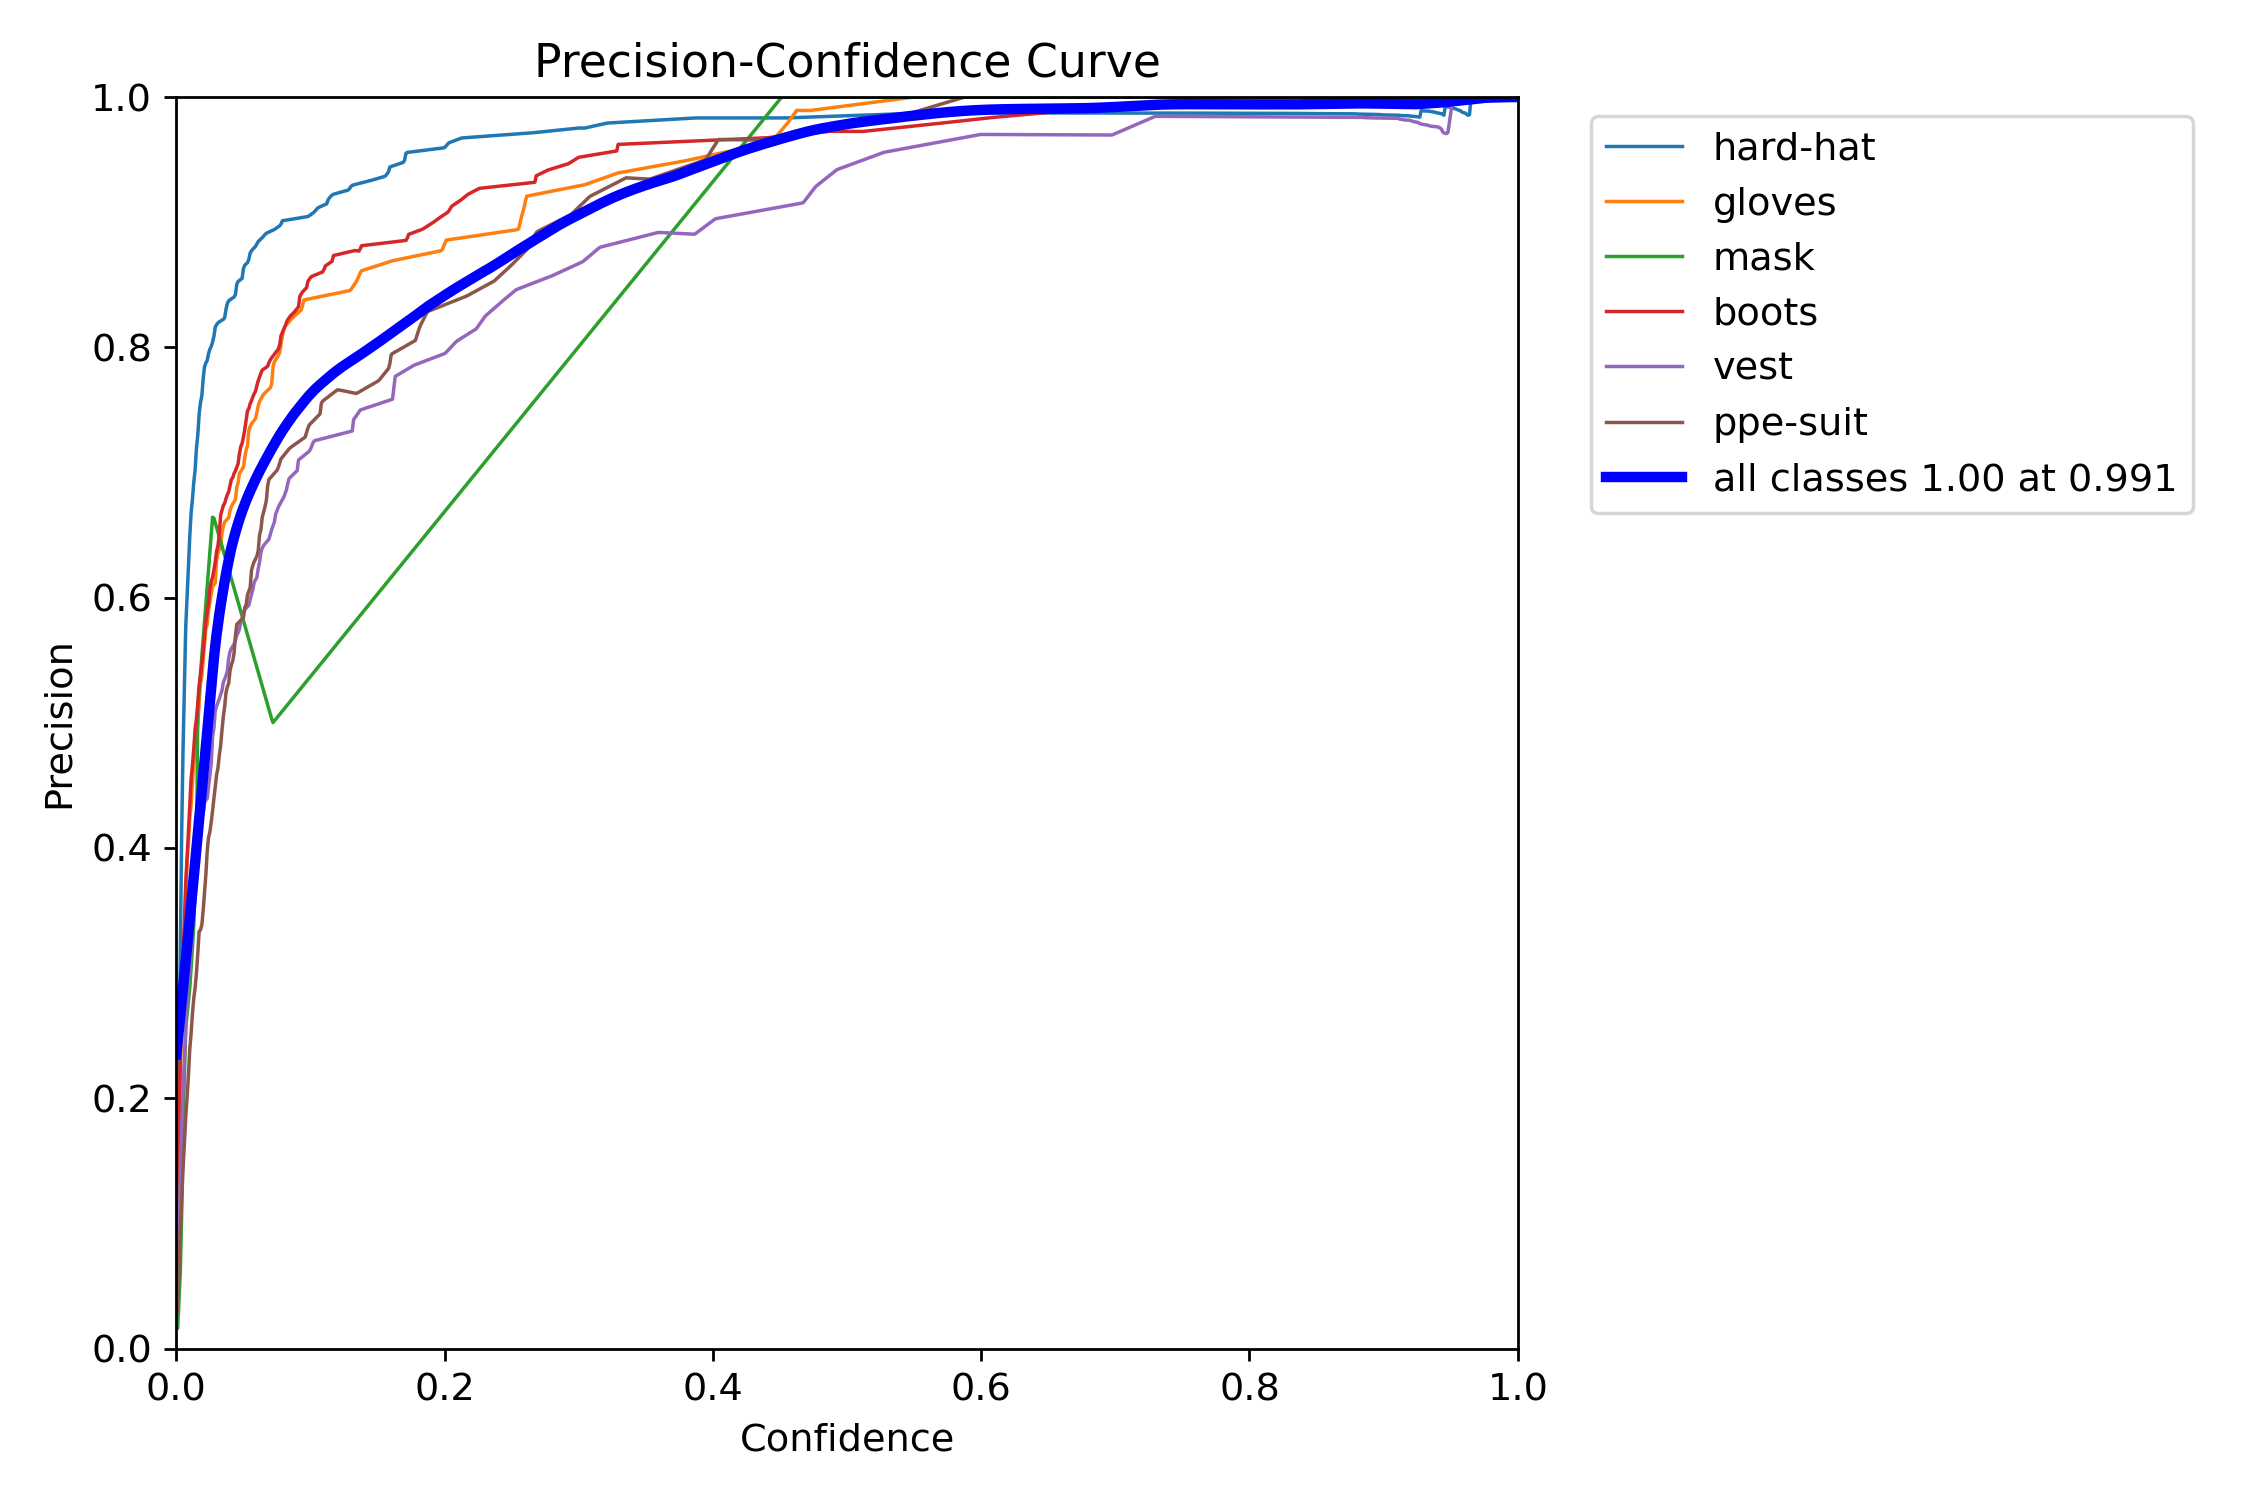 Precision-Confidence Curve
1.0
0.8
0.6
0.4
0.2
0.0
Precision
0.0 0.2 0.4 0.6 0.8 1.0
Confidence
hard-hat
gloves
mask
boots
vest
ppe-suit
all classes 1.00 at 0.991